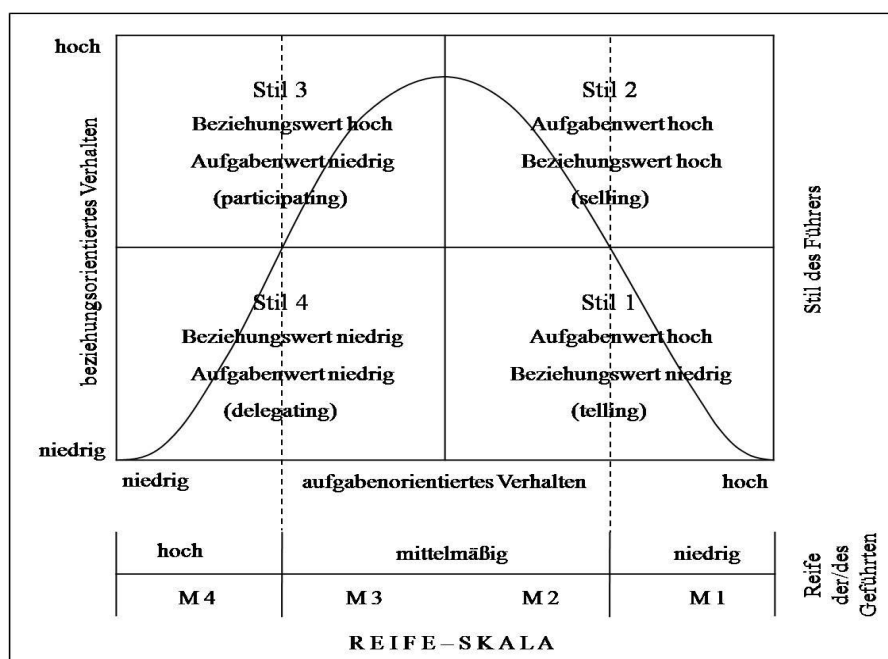 hoch
Stil 3
Beziehungswert hoch
Aufgabenwert niedrig
(participating)
Stil 2
Aufgabenwert hoch
Beziehungswert hoch
(selling)
Stil 4
Beziehungswert niedrig
Aufgabenwert niedrig
(delegating)
Stil 1
Aufgabenwert hoch
Beziehungswert niedrig
(telling)
beziehungsorientiertes Verhalten
Stil des Führers
niedrig
niedrig
aufgabenorientiertes Verhalten
hoch
hoch
mittelmäßig
niedrig
M 4
M 3
M 2
M 1
Reife
der/des
Geführten
REIFE–SKALA